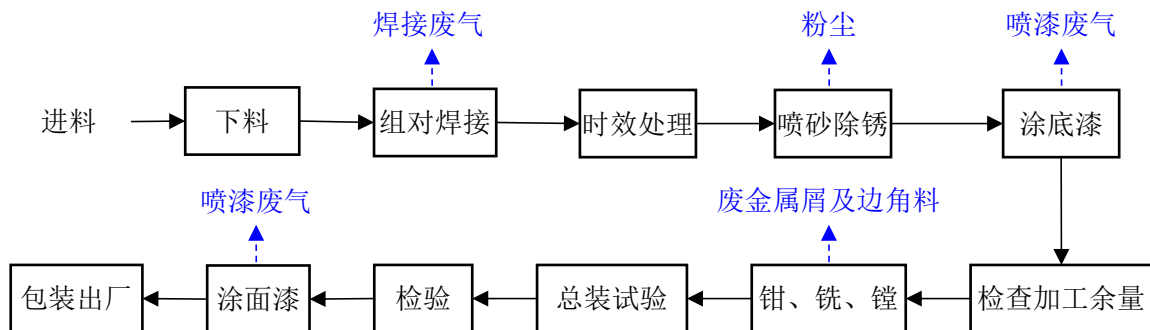 焊接废气
粉尘
喷漆废气
进料
下料
组对焊接
时效处理
喷砂除锈
涂底漆
喷漆废气
废金属屑及边角料
包装出厂
涂面漆
检验
总装试验
钳、铣、镗
检查加工余量